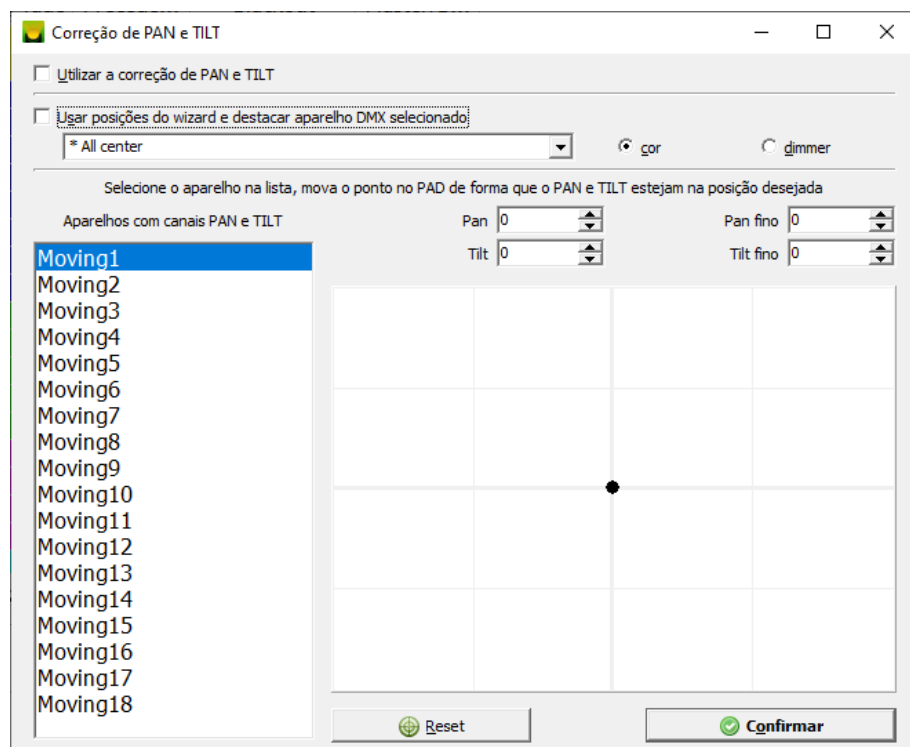 Correção de PAN e TILT
Utilizar a correção de PAN e TILT
Usar posições do wizard e destacar aparelho DMX selecionado
* All center
cor
dimmer
Selecione o aparelho na lista, mova o ponto no PAD de forma que o PAN e TILT estejam na posição desejada
Aparelhos com canais PAN e TILT
Pan 0
Pan fino 0
Tilt 0
Tilt fino 0
Moving1
Moving2
Moving3
Moving4
Moving5
Moving6
Moving7
Moving8
Moving9
Moving10
Moving11
Moving12
Moving13
Moving14
Moving15
Moving16
Moving17
Moving18
Reset
Confirmar